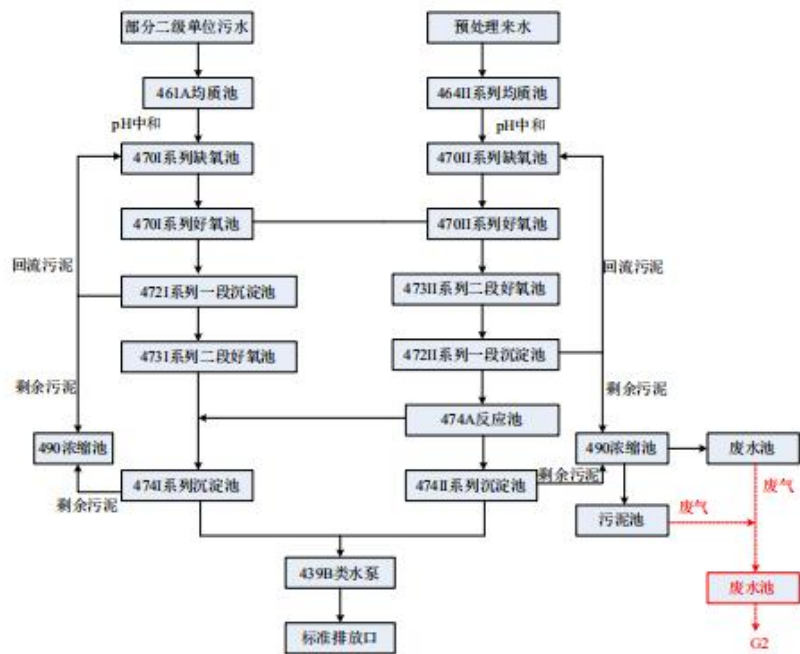 部分二级单位污水
预处理来水
461A均质池
464II系列均质池
pH中和
pH中和
470I系列缺氧池
470II系列缺氧池
470I系列好氧池
470II系列好氧池
回流污泥
回流污泥
472I系列一段沉淀池
473II系列二段好氧池
473I系列二段好氧池
472II系列一段沉淀池
剩余污泥
剩余污泥
474A反应池
490浓缩池
490浓缩池
废水池
474I系列沉淀池
474II系列沉淀池
剩余污泥
废气
剩余污泥
污泥池
废气
439B类水泵
废水池
标准排放口
G2